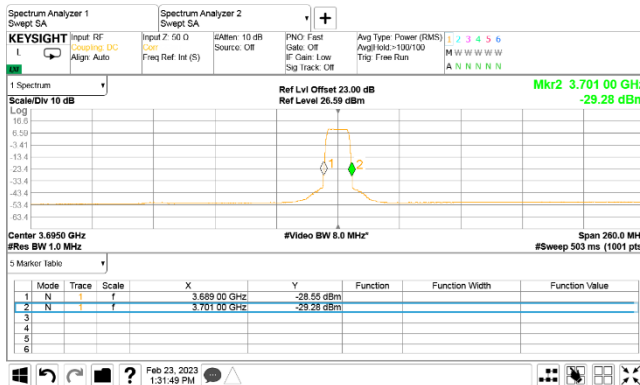 Spectrum Analyzer 1
Swept SA
Spectrum Analyzer 2
Swept SA
KEYSIGHT
L
Input: RF
Coupling: DC
Align: Auto
Input Z: 50 Ω
Corr
Freq Ref: Int (S)
#Atten: 10 dB
Source: Off
PNO: Fast
Gate: Off
IF Gain: Low
Sig Track: Off
Avg Type: Power (RMS)
Avg|Hold:>100/100
Trig: Free Run
1 2 3 4 5 6
M W W W W W
A N N N N N
1 Spectrum
Scale/Div 10 dB
Ref Lvl Offset 23.00 dB
Ref Level 26.59 dBm
Mkr2 3.701 00 GHz
-29.28 dBm
Log
16.6
6.59
-3.41
-13.4
-23.4
-33.4
-43.4
-53.4
-63.4
1
2
Center 3.6950 GHz
#Res BW 1.0 MHz
#Video BW 8.0 MHz*
Span 260.0 MHz
#Sweep 503 ms (1001 pts)
5 Marker Table
Mode Trace Scale X Y Function Function Width Function Value
1 N 1 f 3.689 00 GHz -28.55 dBm
2 N 1 f 3.701 00 GHz -29.28 dBm
3
4
5
6
?
Feb 23, 2023
1:31:49 PM